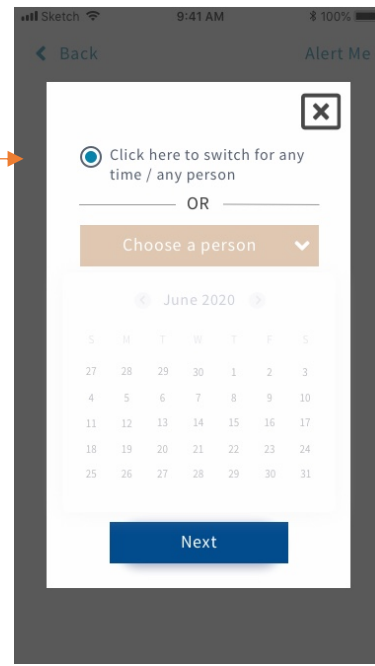 Sketch 9:41 AM 100%
Back Alert Me
Click here to switch for any
time / any person
OR
Choose a person
June 2020
S M T W T F S
27 28 29 30 1 2 3
4 5 6 7 8 9 10
11 12 13 14 15 16 17
18 19 20 21 22 23 24
25 26 27 28 29 30 31
Next